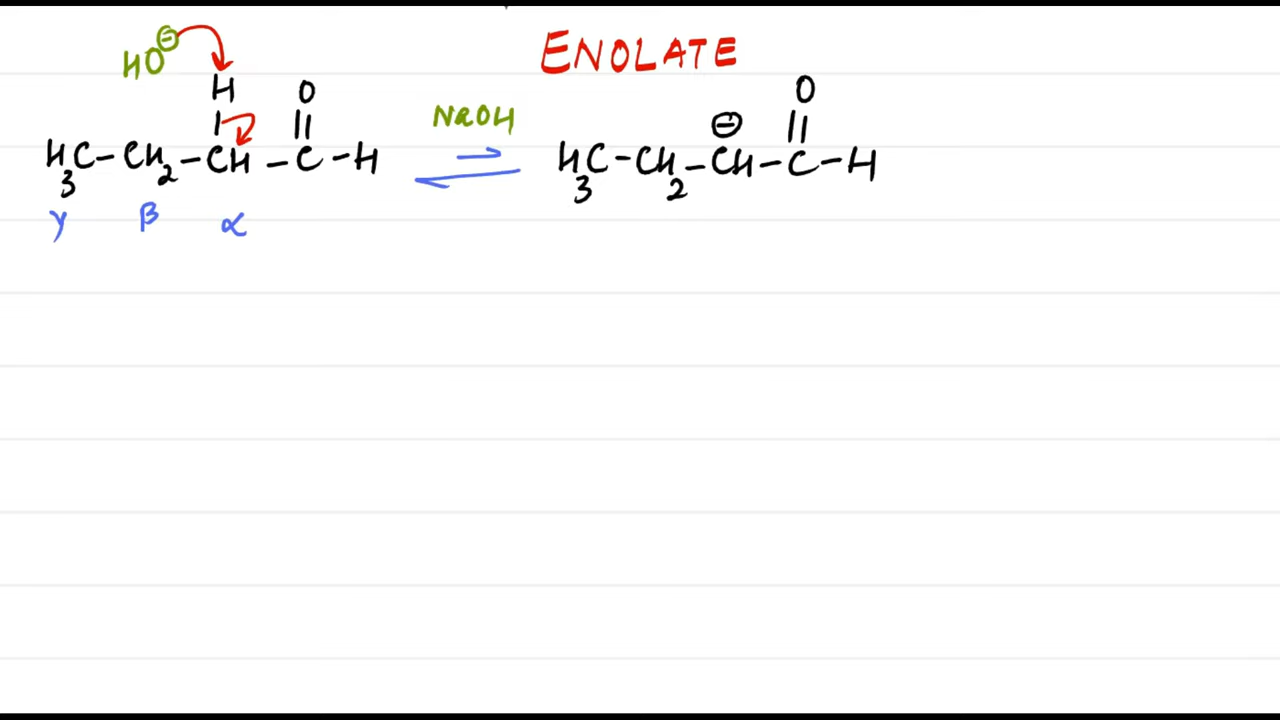 HO⊖ ENOLATE
H O NaOH ⊖ O
H₃C-CH₂-CH-C-H ⇌ H₃C-CH₂-CH-C-H
γ β α